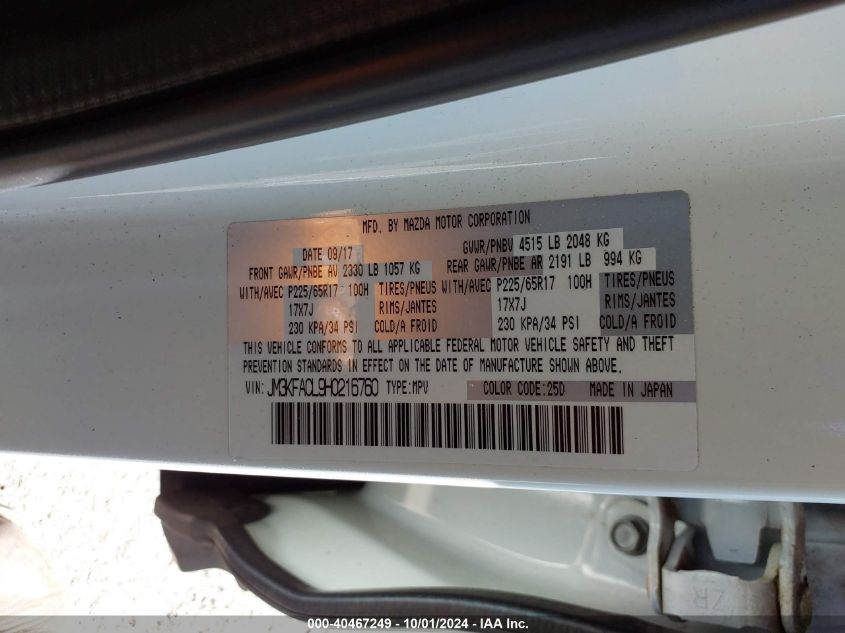 MFD. BY MAZDA MOTOR CORPORATION
DATE 09/17 GVWR/PNBV 4515 LB 2048 KG
FRONT GAWR/PNBE AV 2330 LB 1057 KG REAR GAWR/PNBE AR 2191 LB 994 KG
WITH/AVEC P225/65R17 100H TIRES/PNEUS WITH/AVEC P225/65R17 100H TIRES/PNEUS
17X7J RIMS/JANTES 17X7J RIMS/JANTES
230 KPA/34 PSI COLD/A FROID 230 KPA/34 PSI COLD/A FROID
THIS VEHICLE CONFORMS TO ALL APPLICABLE FEDERAL MOTOR VEHICLE SAFETY AND THEFT
PREVENTION STANDARDS IN EFFECT ON THE DATE OF MANUFACTURE SHOWN ABOVE.
VIN: JM3KFACL9H0216760 TYPE:MPV COLOR CODE:25D MADE IN JAPAN
ZR
000-40467249 - 10/01/2024 - IAA Inc.